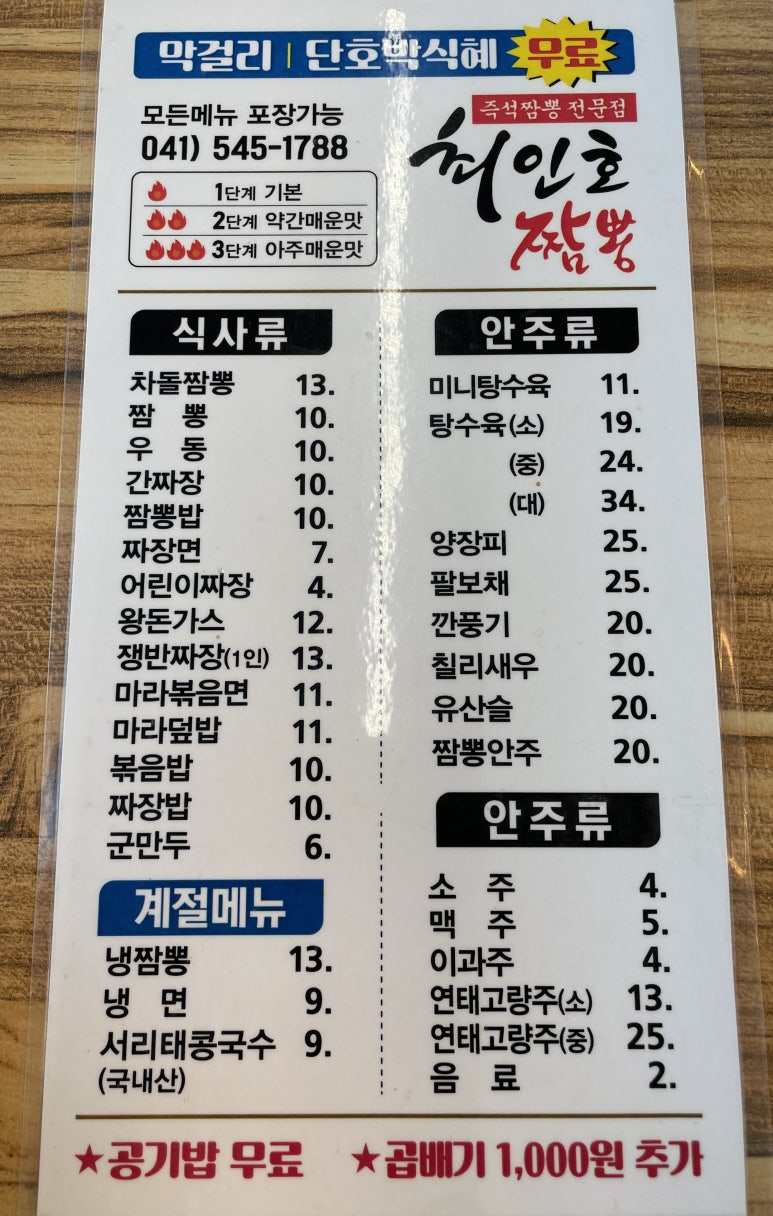 막걸리 | 단호박식혜 무료
모든메뉴 포장가능
041) 545-1788
1단계 기본
2단계 약간매운맛
3단계 아주매운맛
즉석짬뽕 전문점
최인호
짬뽕
식사류
차돌짬뽕 13.
짬 뽕 10.
우 동 10.
간짜장 10.
짬뽕밥 10.
짜장면 7.
어린이짜장 4.
왕돈가스 12.
쟁반짜장(1인) 13.
마라볶음면 11.
마라덮밥 11.
볶음밥 10.
짜장밥 10.
군만두 6.
계절메뉴
냉짬뽕 13.
냉 면 9.
서리태콩국수 9.
(국내산)
안주류
미니탕수육 11.
탕수육(소) 19.
(중) 24.
(대) 34.
양장피 25.
팔보채 25.
깐풍기 20.
칠리새우 20.
유산슬 20.
짬뽕안주 20.
안주류
소 주 4.
맥 주 5.
이과주 4.
연태고량주(소) 13.
연태고량주(중) 25.
음 료 2.
★공기밥 무료 ★곱배기 1,000원 추가